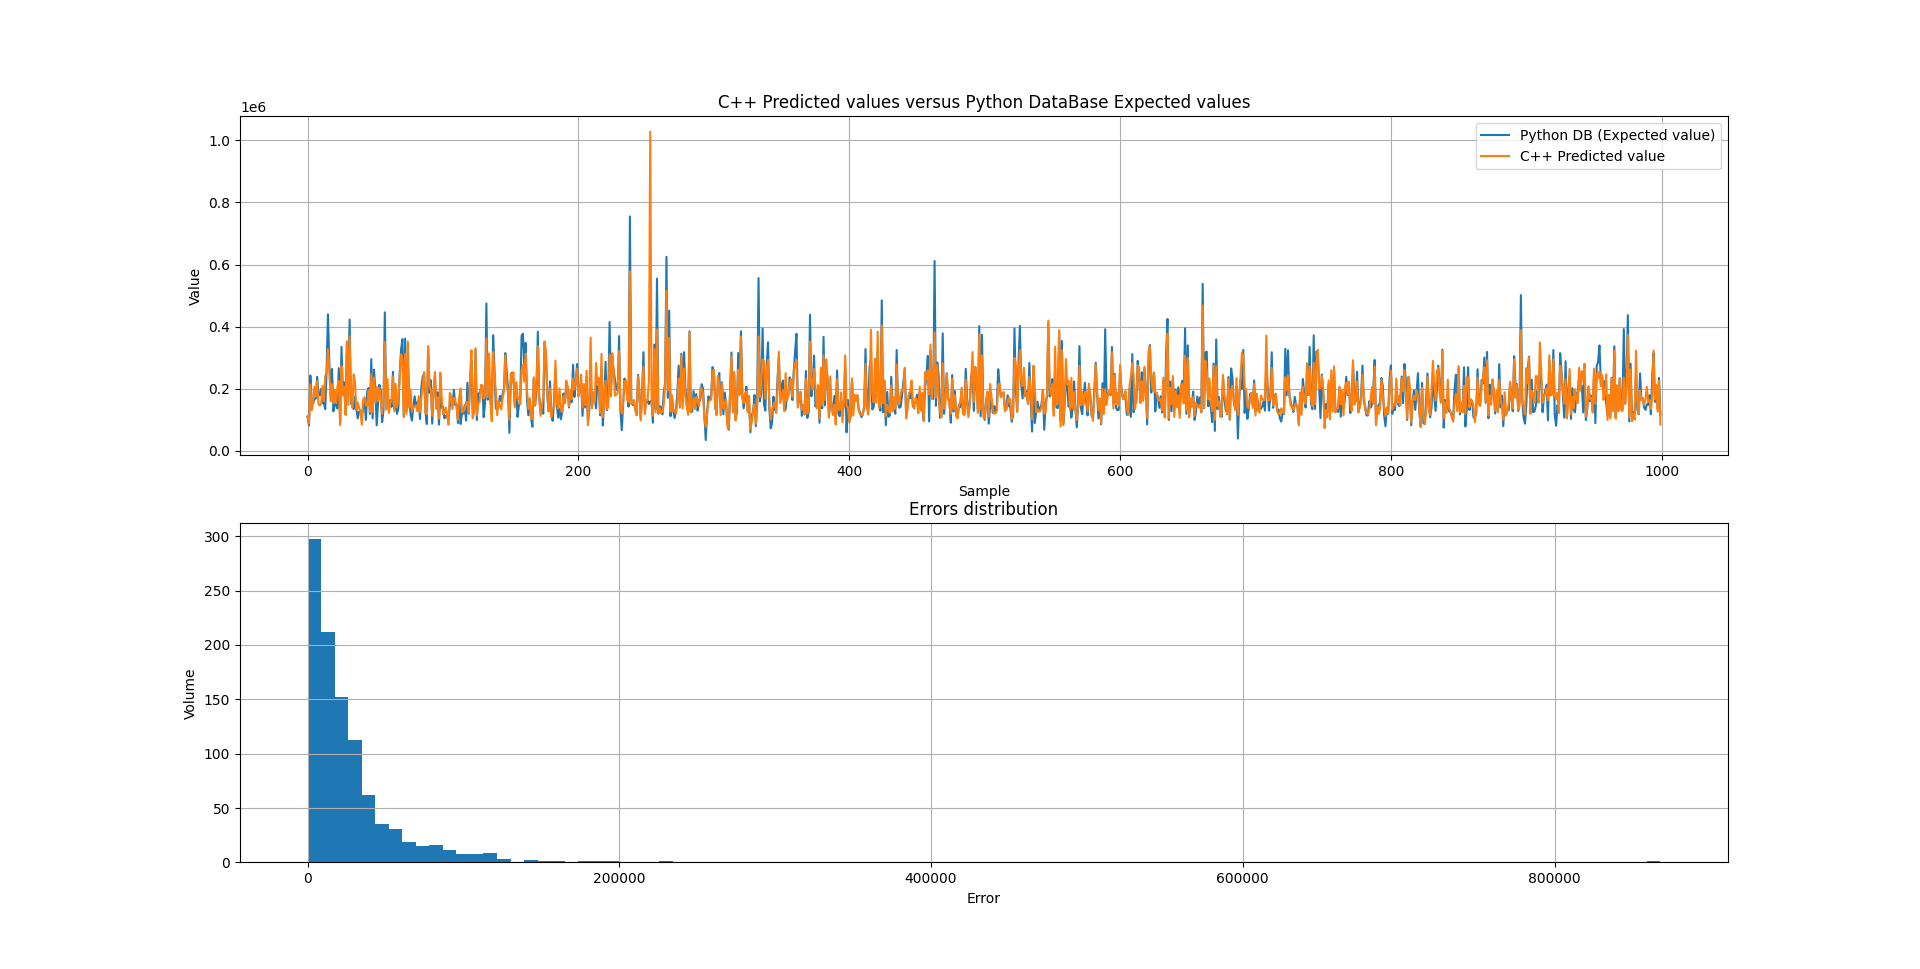 C++ Predicted values versus Python DataBase Expected values
1e6
1.0
0.8
0.6
0.4
0.2
0.0
Value
Python DB (Expected value)
C++ Predicted value
0 200 400 600 800 1000
Sample
Errors distribution
300
250
200
150
100
50
0
Volume
0 200000 400000 600000 800000
Error